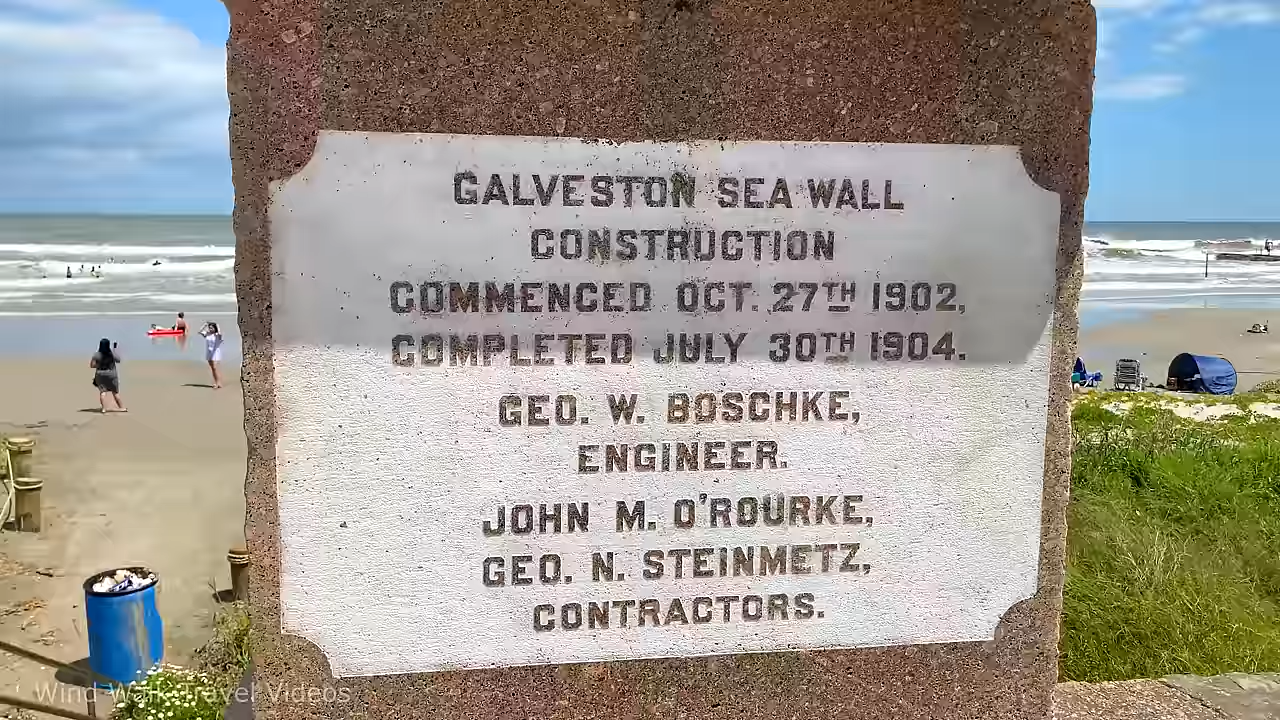 GALVESTON SEA WALL
CONSTRUCTION
COMMENCED OCT. 27TH 1902,
COMPLETED JULY 30TH 1904.
GEO. W. BOSCHKE,
ENGINEER.
JOHN M. O'ROURKE,
GEO. N. STEINMETZ,
CONTRACTORS.
Wind Walk Travel Videos